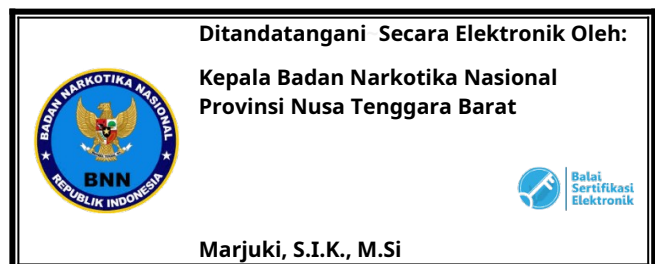 Ditandatangani Secara Elektronik Oleh:
Kepala Badan Narkotika Nasional
Provinsi Nusa Tenggara Barat
BADAN NARKOTIKA NASIONAL
BNN
REPUBLIK INDONESIA
Balai
Sertifikasi
Elektronik
Marjuki, S.I.K., M.Si